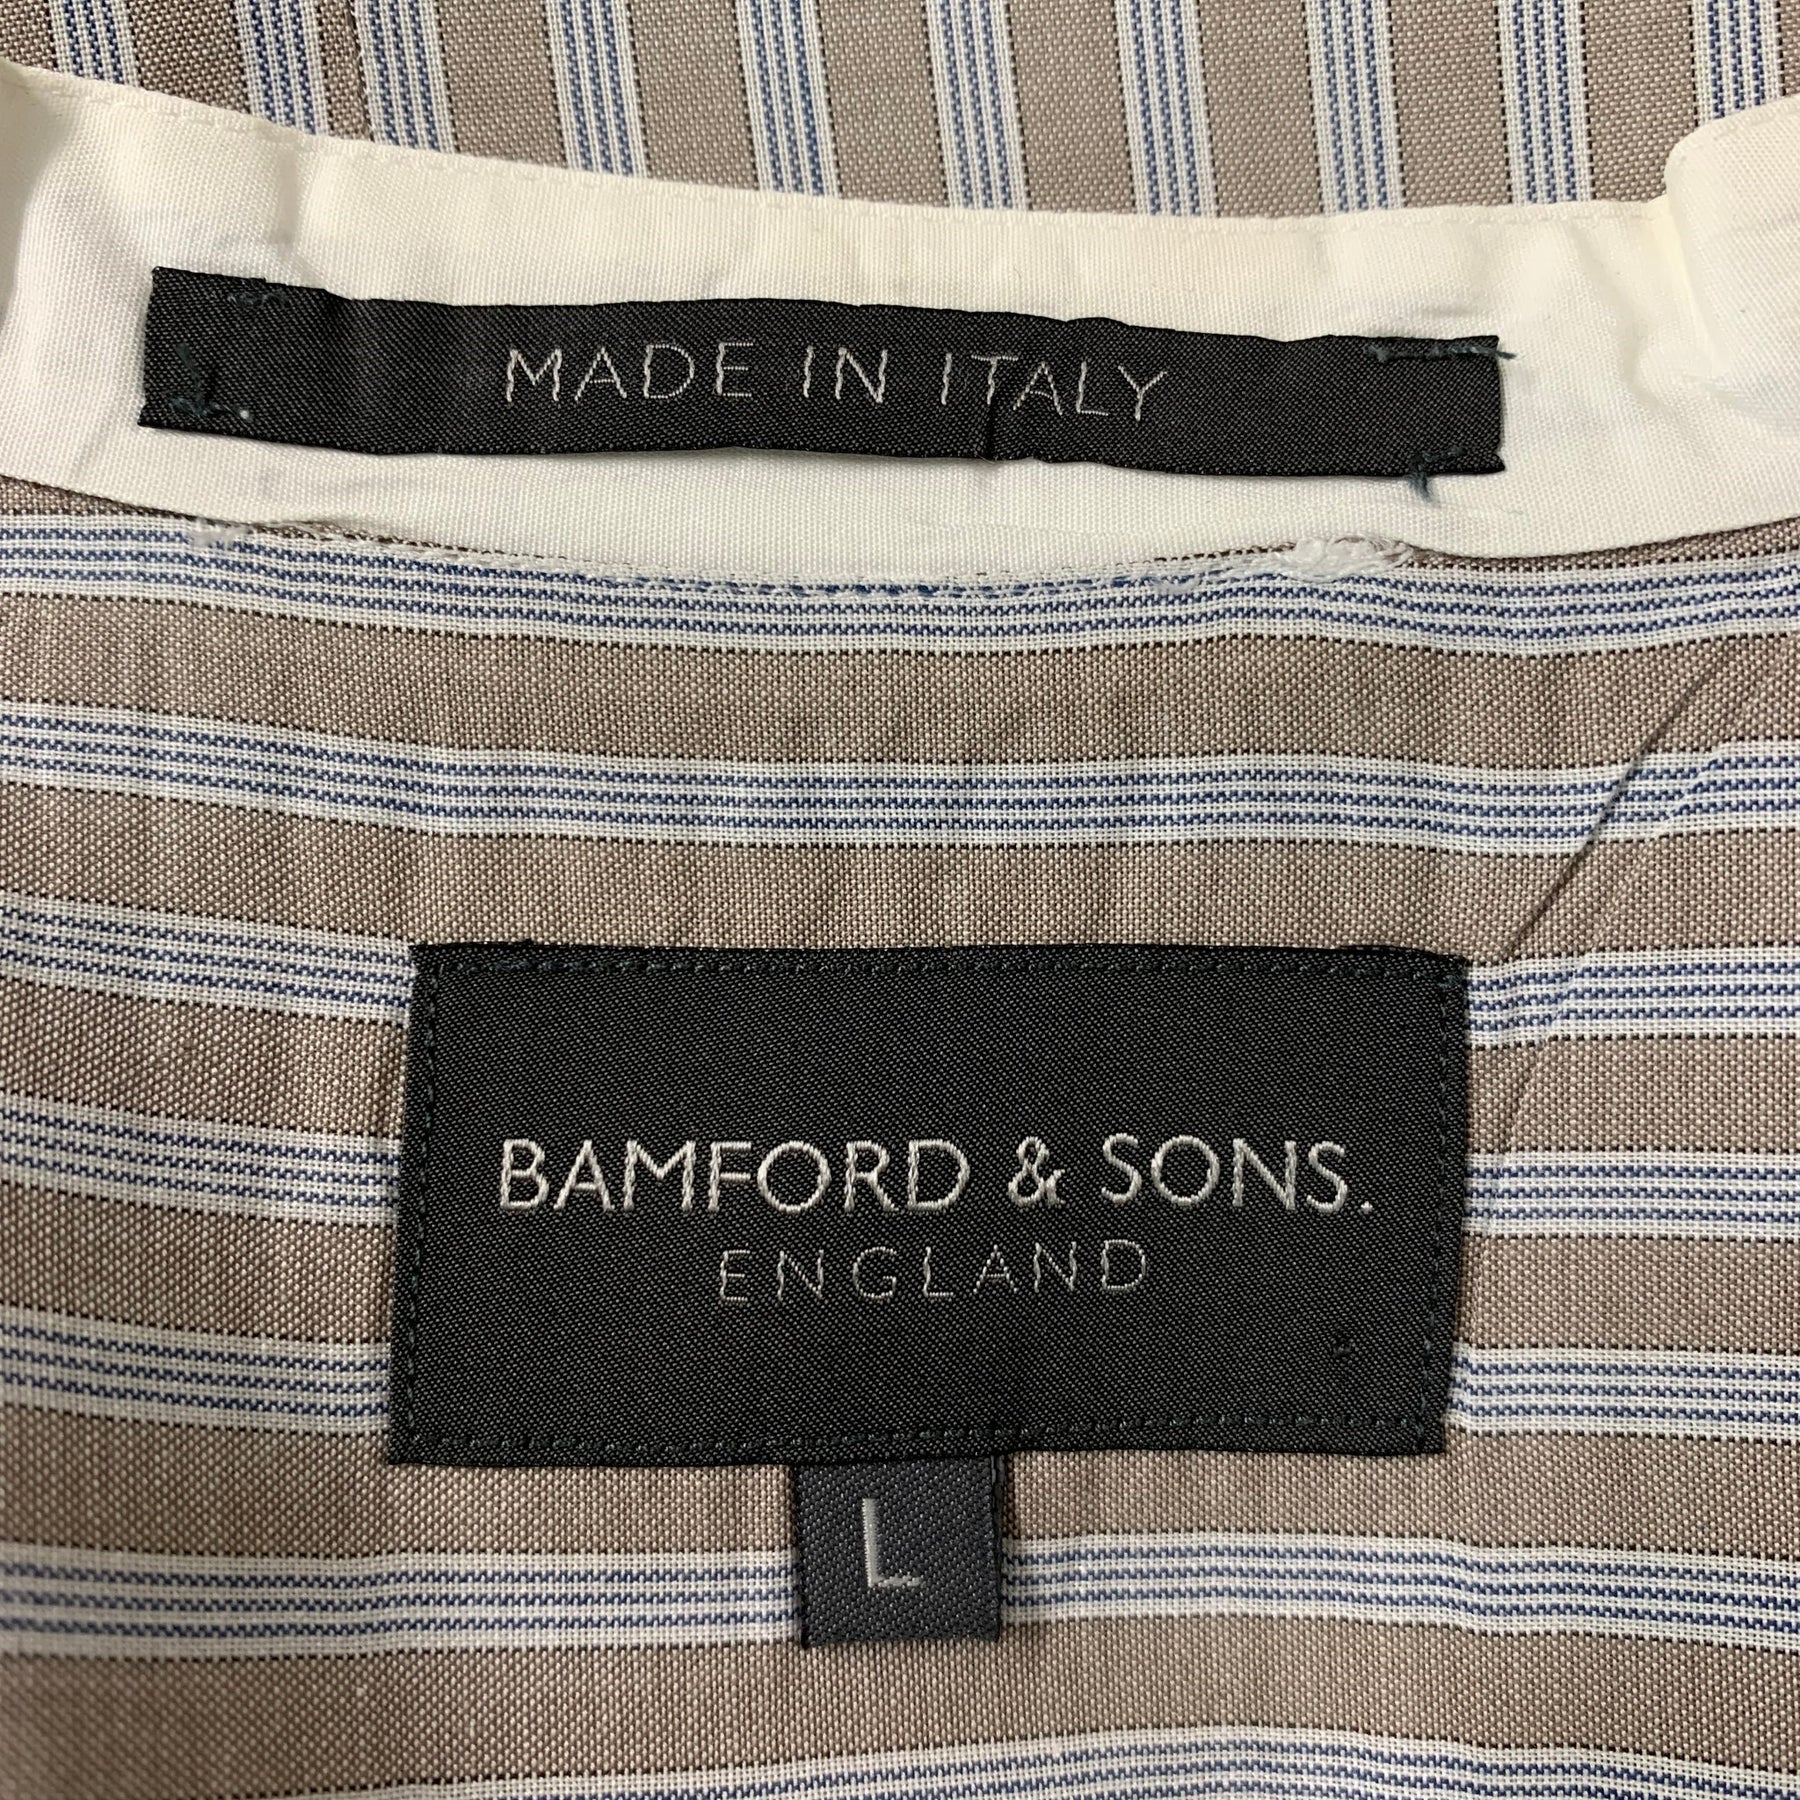 MADE IN ITALY
BAMFORD & SONS.
ENGLAND
L